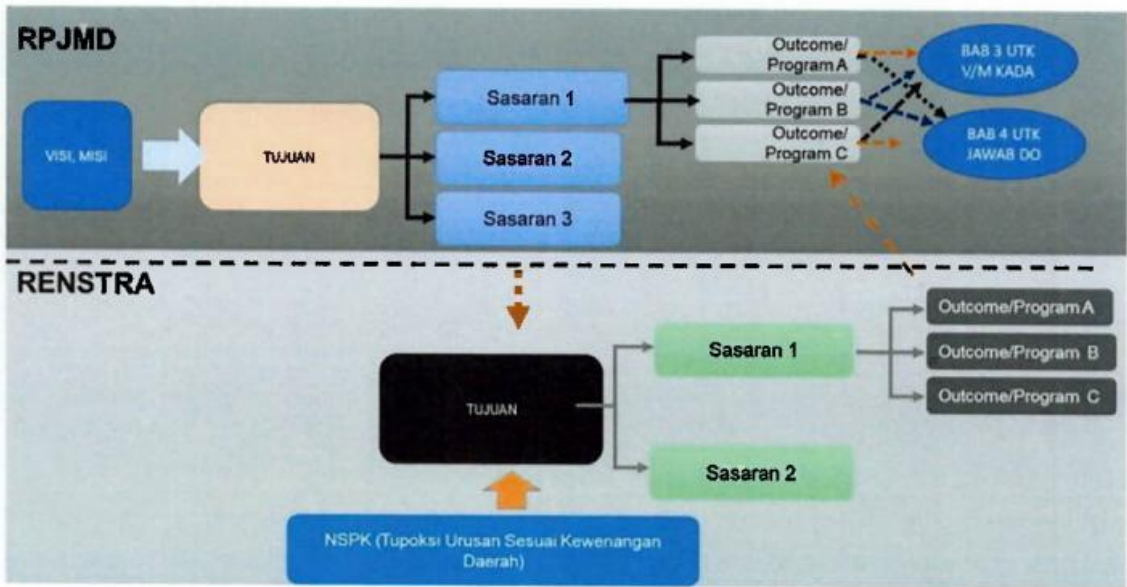 RPJMD
VISI, MISI
TUJUAN
Sasaran 1
Sasaran 2
Sasaran 3
Outcome/
Program A
Outcome/
Program B
Outcome/
Program C
BAB 3 UTK
V/M KADA
BAB 4 UTK
JAWAB DO
RENSTRA
TUJUAN
Sasaran 1
Sasaran 2
Outcome/Program A
Outcome/Program B
Outcome/Program C
NSPK (Tupoksi Urusan Sesuai Kewenangan
Daerah)